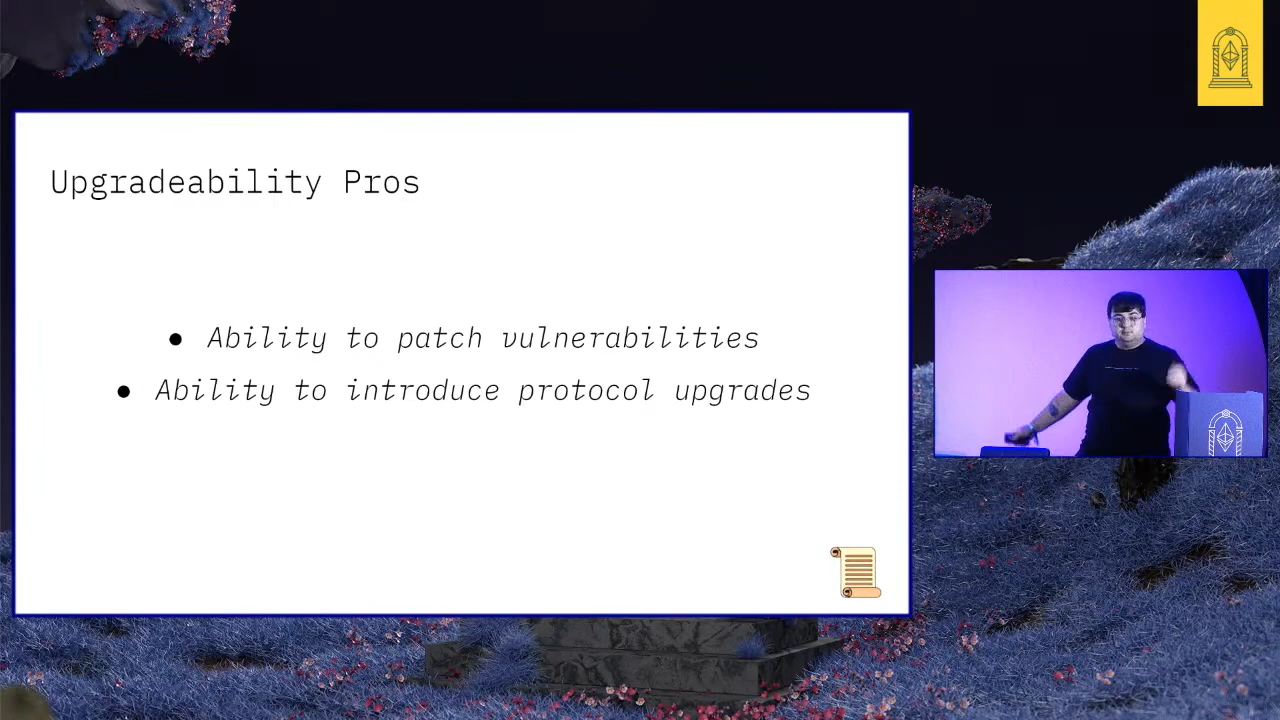 Upgradeability Pros
● Ability to patch vulnerabilities
● Ability to introduce protocol upgrades